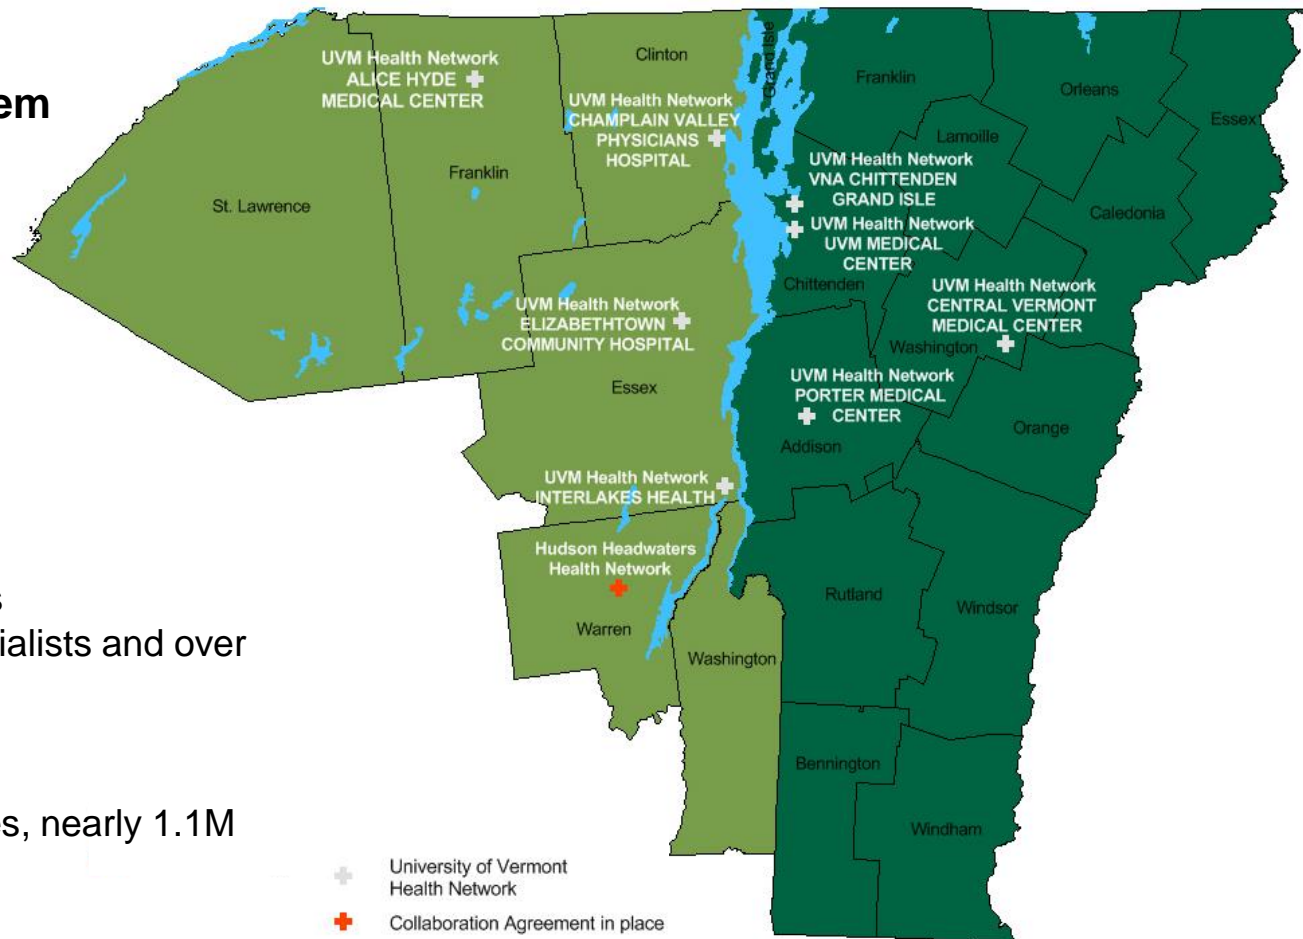 em
s
ialists and over
es, nearly 1.1M
UVM Health Network
ALICE HYDE
MEDICAL CENTER
Clinton
UVM Health Network
CHAMPLAIN VALLEY
PHYSICIANS
HOSPITAL
Grand Isle
Franklin
Orleans
Essex
Lamoille
St. Lawrence
Franklin
UVM Health Network
VNA CHITTENDEN
GRAND ISLE
UVM Health Network
UVM MEDICAL
CENTER
Caledonia
Chittenden
UVM Health Network
CENTRAL VERMONT
MEDICAL CENTER
Washington
UVM Health Network
ELIZABETHTOWN
COMMUNITY HOSPITAL
Essex
UVM Health Network
PORTER MEDICAL
CENTER
Addison
Orange
UVM Health Network
INTERLAKES HEALTH
Hudson Headwaters
Health Network
Warren
Washington
Rutland
Windsor
Bennington
Windham
University of Vermont
Health Network
Collaboration Agreement in place